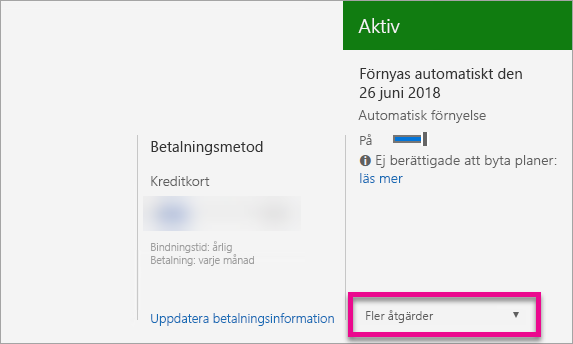 Aktiv
Förnyas automatiskt den
26 juni 2018
Automatisk förnyelse
På
Ej berättigade att byta planer:
läs mer
Betalningsmetod
Kreditkort
Bindningstid: årlig
Betalning: varje månad
Uppdatera betalningsinformation
Fler åtgärder